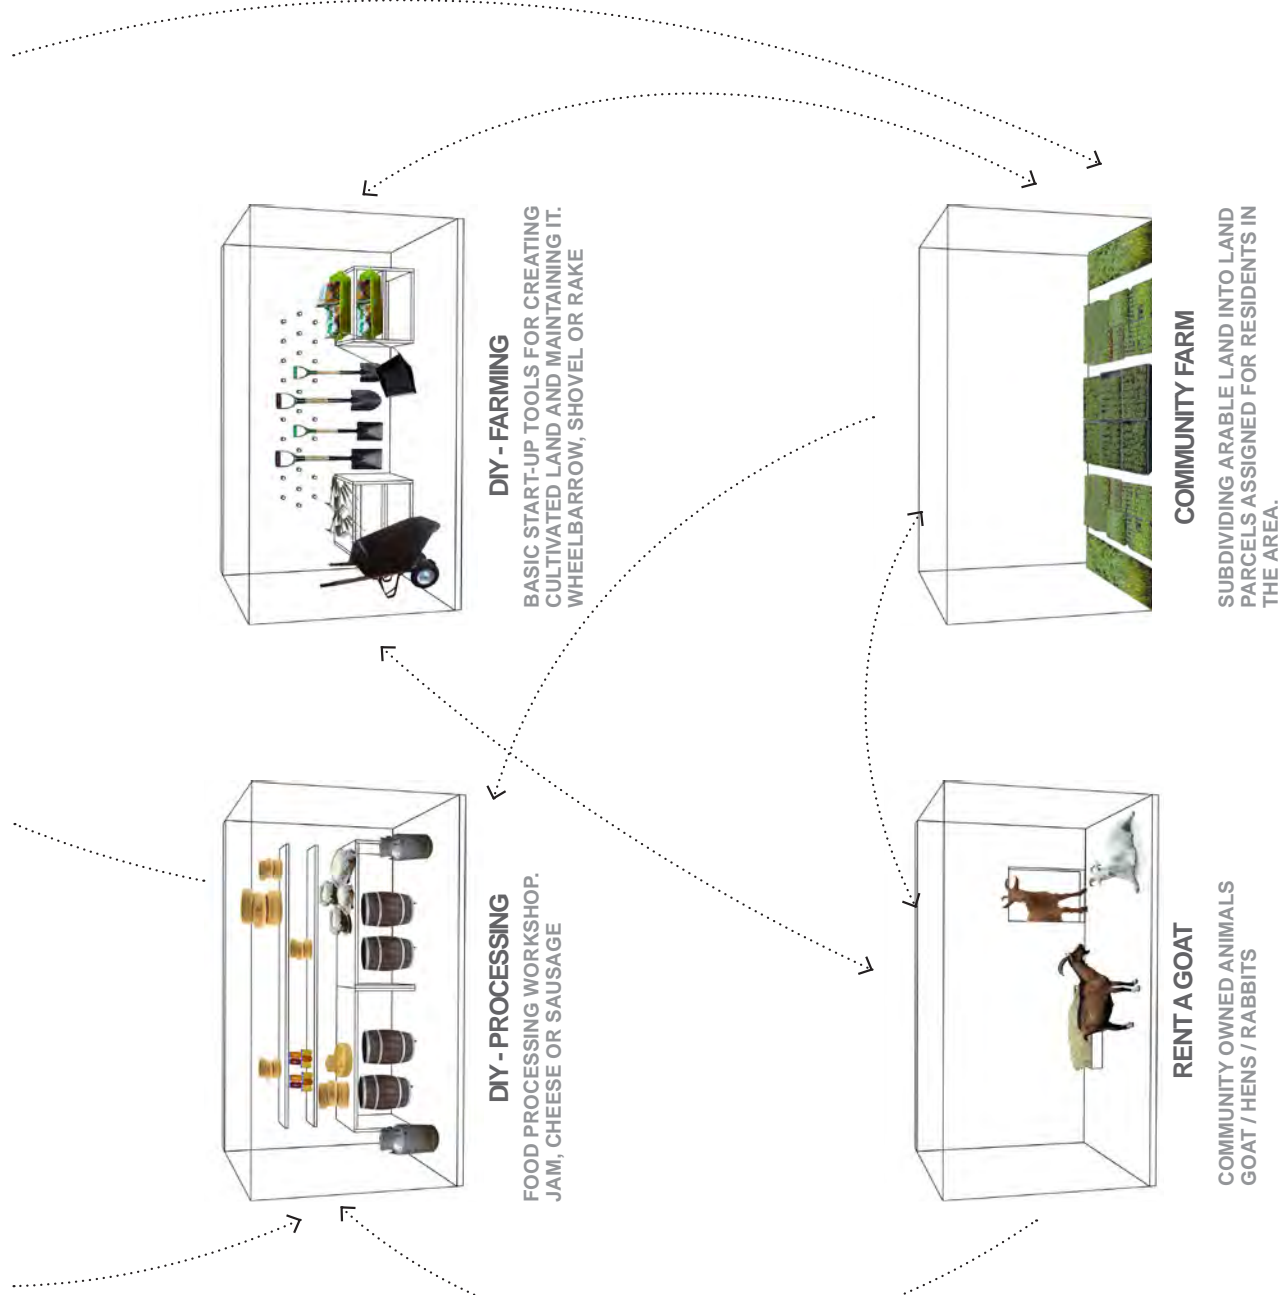 DIY - PROCESSING
FOOD PROCESSING WORKSHOP.
JAM, CHEESE OR SAUSAGE
DIY - FARMING
BASIC START-UP TOOLS FOR CREATING
CULTIVATED LAND AND MAINTAINING IT.
WHEELBARROW, SHOVEL OR RAKE
RENT A GOAT
COMMUNITY OWNED ANIMALS
GOAT / HENS / RABBITS
COMMUNITY FARM
SUBDIVIDING ARABLE LAND INTO LAND
PARCELS ASSIGNED FOR RESIDENTS IN
THE AREA.